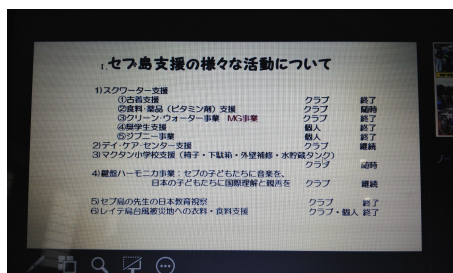 I. セブ島支援の様々な活動について
1)スクワーター支援
①古着支援 クラブ 終了
②食料・薬品（ビタミン剤）支援 クラブ 随時
③クリーン・ウォーター事業 MG事業 クラブ 終了
④奨学生支援 個人 終了
⑤ジプニー事業 個人 終了
2)デイ・ケア・センター支援 クラブ 継続
3)マクタン小学校支援（椅子・下駄箱・外壁補修・水貯蔵タンク）
クラブ 随時
4)鍵盤ハーモニカ事業：セブの子どもたちに音楽を、
日本の子どもたちに国際理解と親善を クラブ 継続
5)セブ島の先生の日本教育視察 クラブ 終了
6)レイテ島台風被災地への衣料・食料支援 クラブ・個人 終了